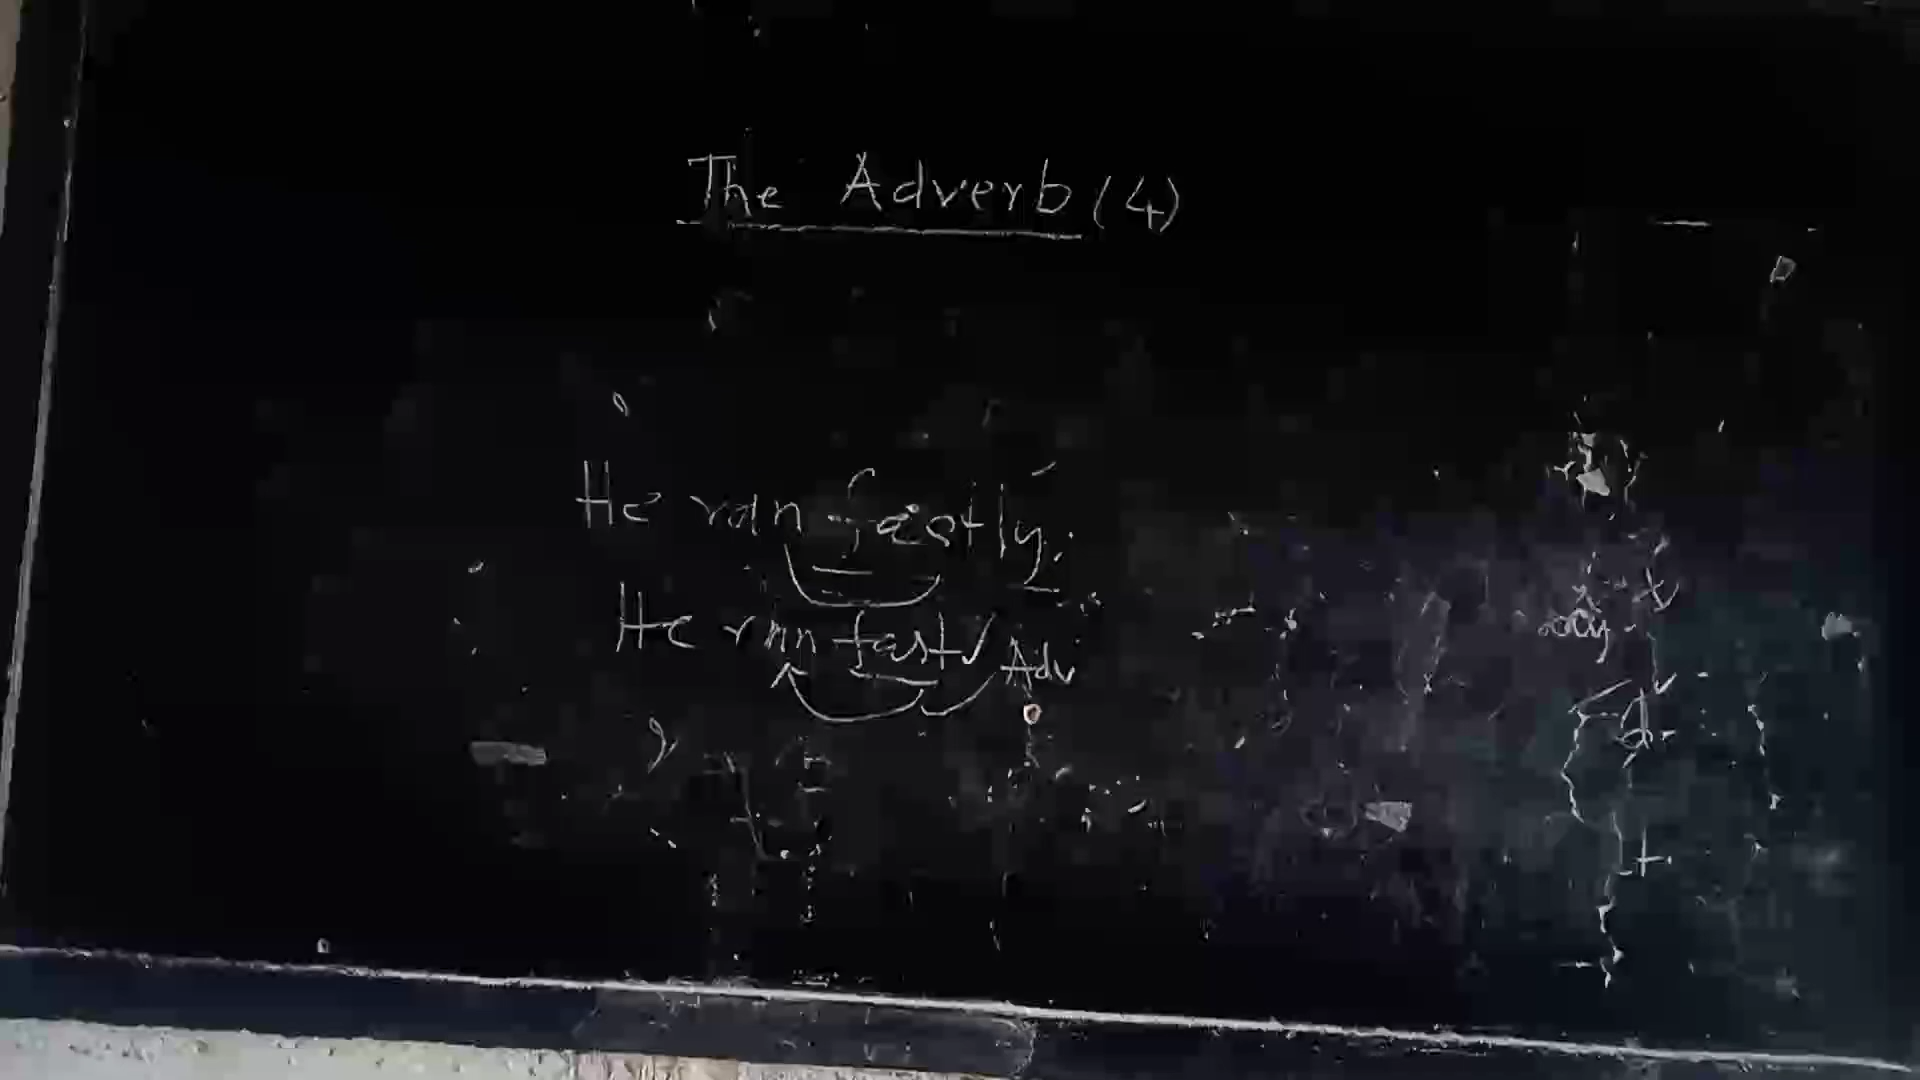 The Adverb (4)
He ran fastly.
He ran fast✓ Adv